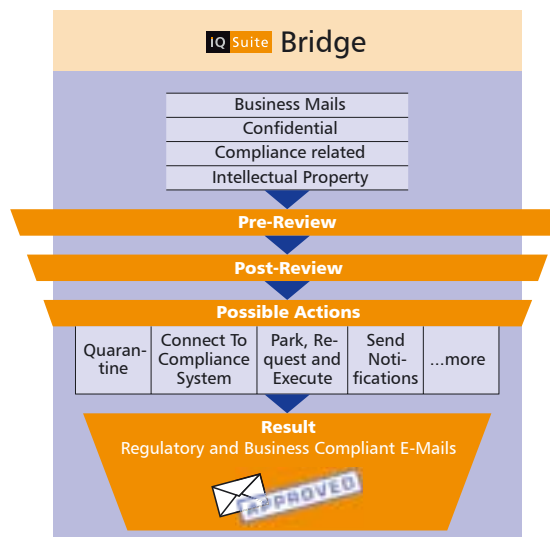 IQ Suite Bridge
Business Mails
Confidential
Compliance related
Intellectual Property
Pre-Review
Post-Review
Possible Actions
Quaran-
tine
Connect To
Compliance
System
Park, Re-
quest and
Execute
Send
Noti-
fications
...more
Result
Regulatory and Business Compliant E-Mails
APPROVED